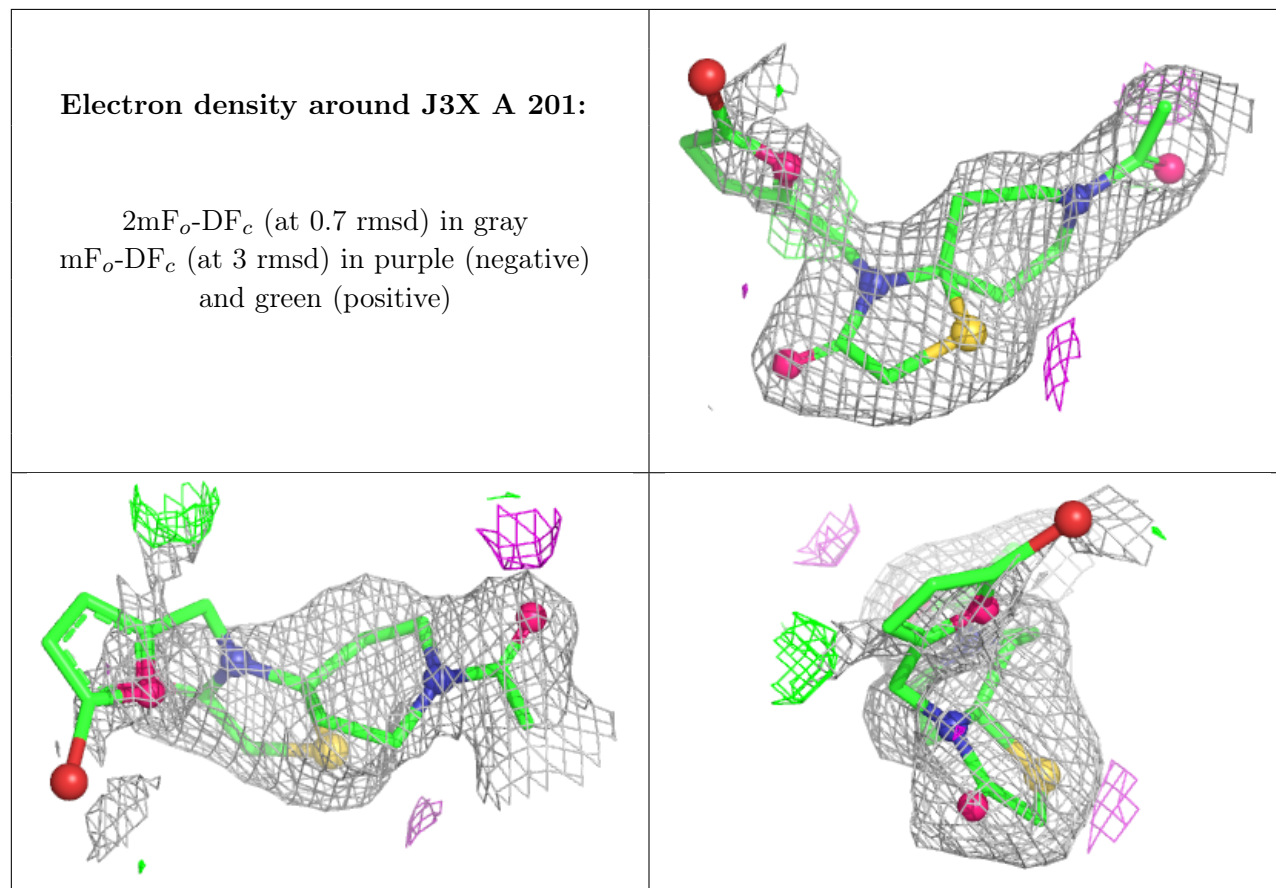 Electron density around J3X A 201:
2mFo-DFc (at 0.7 rmsd) in gray
mFo-DFc (at 3 rmsd) in purple (negative)
and green (positive)